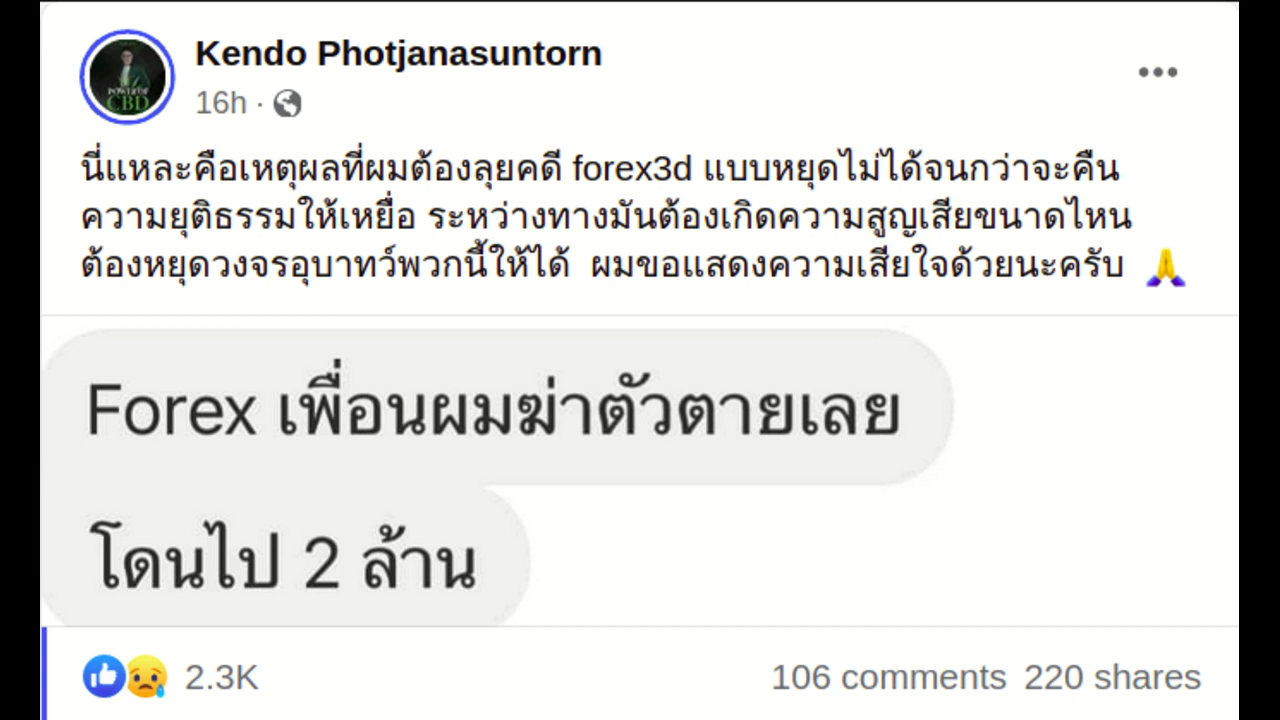 Kendo Photjanasuntorn
16h ·
นี่แหละคือเหตุผลที่ผมต้องลุยคดี forex3d แบบหยุดไม่ได้จนกว่าจะคืน
ความยุติธรรมให้เหยื่อ ระหว่างทางมันต้องเกิดความสูญเสียขนาดไหน
ต้องหยุดวงจรอุบาทว์พวกนี้ให้ได้ ผมขอแสดงความเสียใจด้วยนะครับ 🙏
Forex เพื่อนผมฆ่าตัวตายเลย
โดนไป 2 ล้าน
2.3K 106 comments 220 shares
POWER OF
CBD